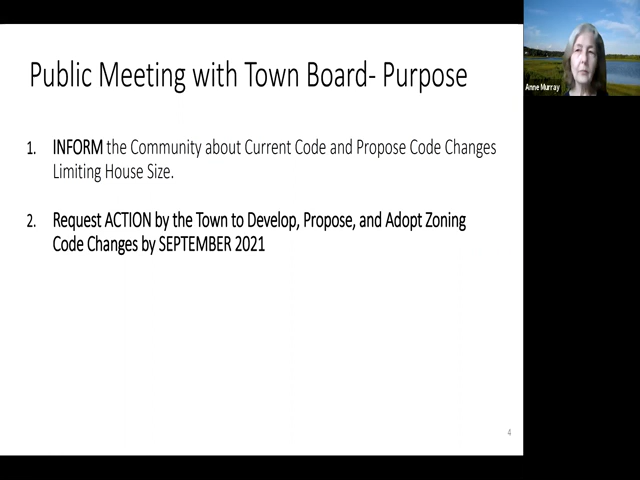 Public Meeting with Town Board- Purpose
Anne Murray
1. INFORM the Community about Current Code and Propose Code Changes
Limiting House Size.
2. Request ACTION by the Town to Develop, Propose, and Adopt Zoning
Code Changes by SEPTEMBER 2021
4